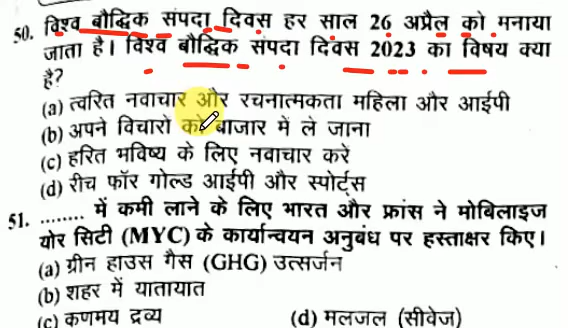 50. विश्व बौद्धिक संपदा दिवस हर साल 26 अप्रैल को मनाया
जाता है। विश्व बौद्धिक संपदा दिवस 2023 का विषय क्या
है?
(a) त्वरित नवाचार और रचनात्मकता महिला और आईपी
(b) अपने विचारो को बाजार में ले जाना
(c) हरित भविष्य के लिए नवाचार करें
(d) रीच फॉर गोल्ड आईपी और स्पोर्ट्स
51. ........ में कमी लाने के लिए भारत और फ्रांस ने मोबिलाइज
योर सिटी (MYC) के कार्यान्वयन अनुबंध पर हस्ताक्षर किए।
(a) ग्रीन हाउस गैस (GHG) उत्सर्जन
(b) शहर में यातायात
(c) कणमय द्रव्य (d) मलजल (सीवेज)